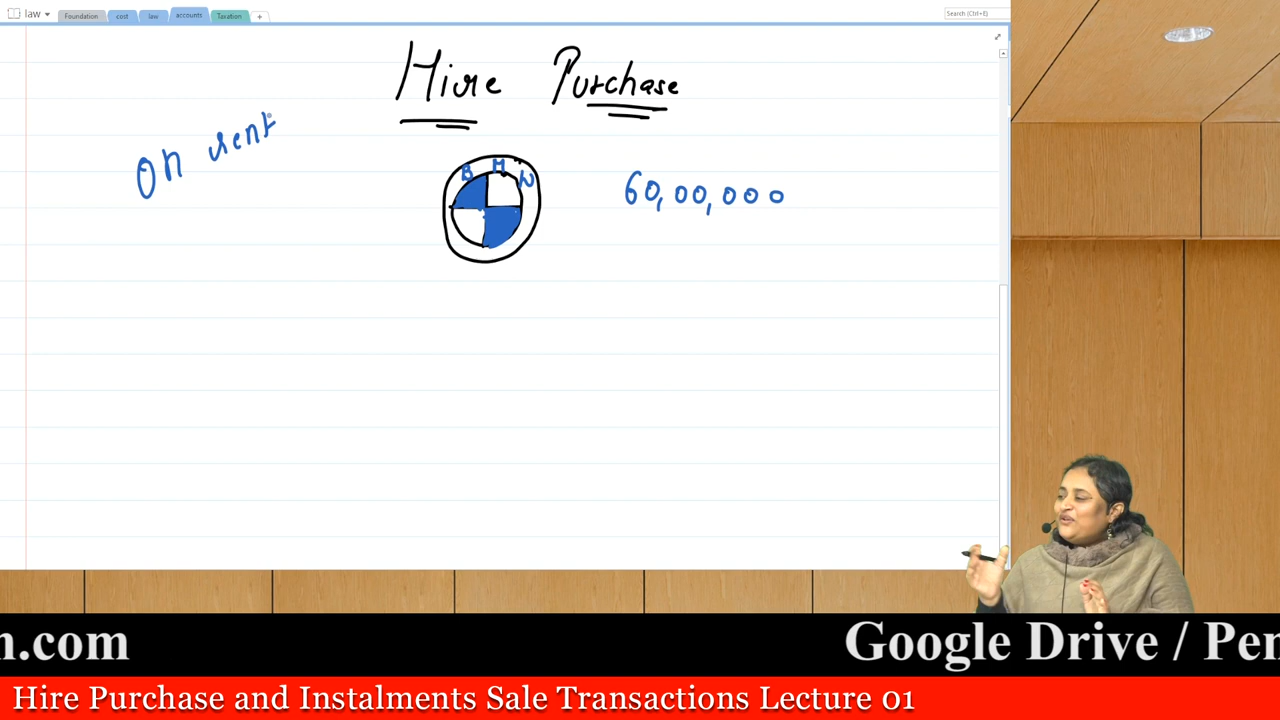 law
Foundation
cost
law
accounts
Taxation
+
Search (Ctrl+E)
Hire Purchase
On rent
B M W
60,00,000
n.com
Google Drive / Pen
Hire Purchase and Instalments Sale Transactions Lecture 01